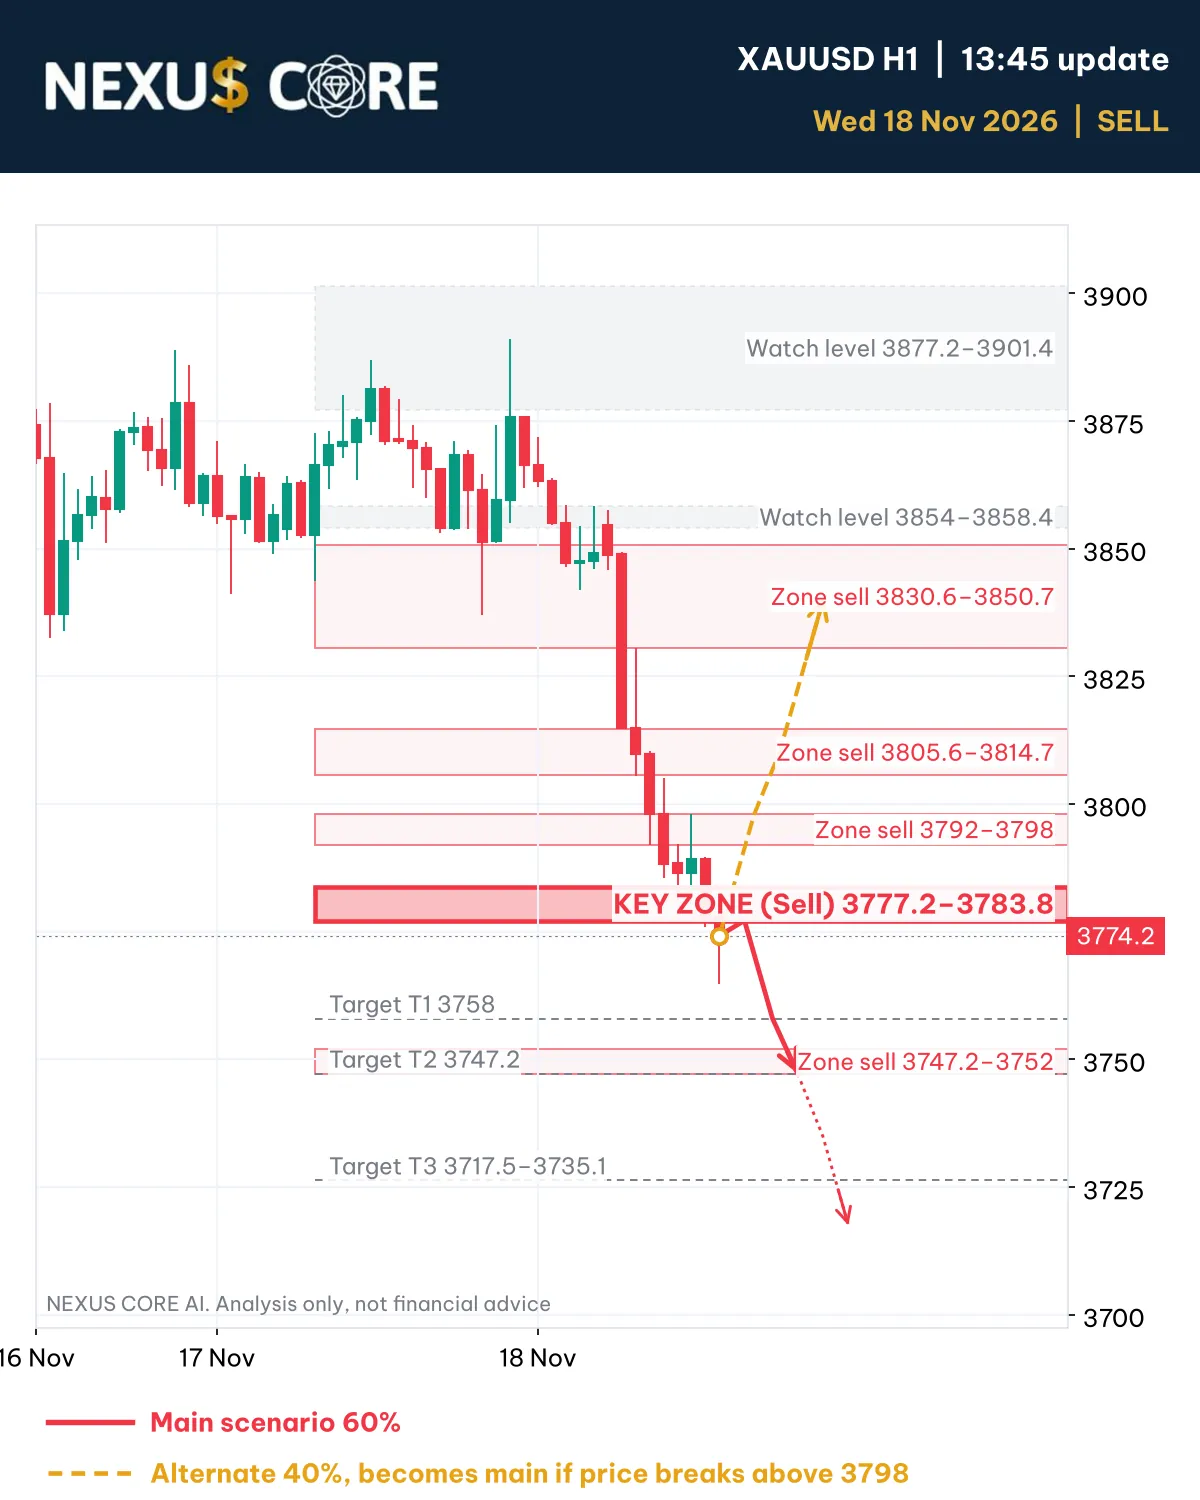 NEXU$ CORE
XAUUSD H1 | 13:45 update
Wed 18 Nov 2026 | SELL
3900
Watch level 3877.2–3901.4
3875
Watch level 3854–3858.4
3850
Zone sell 3830.6–3850.7
3825
Zone sell 3805.6–3814.7
3800
Zone sell 3792–3798
KEY ZONE (Sell) 3777.2–3783.8
3774.2
Target T1 3758
Target T2 3747.2
Zone sell 3747.2–3752
3750
Target T3 3717.5–3735.1
3725
NEXUS CORE AI. Analysis only, not financial advice
3700
16 Nov
17 Nov
18 Nov
Main scenario 60%
Alternate 40%, becomes main if price breaks above 3798